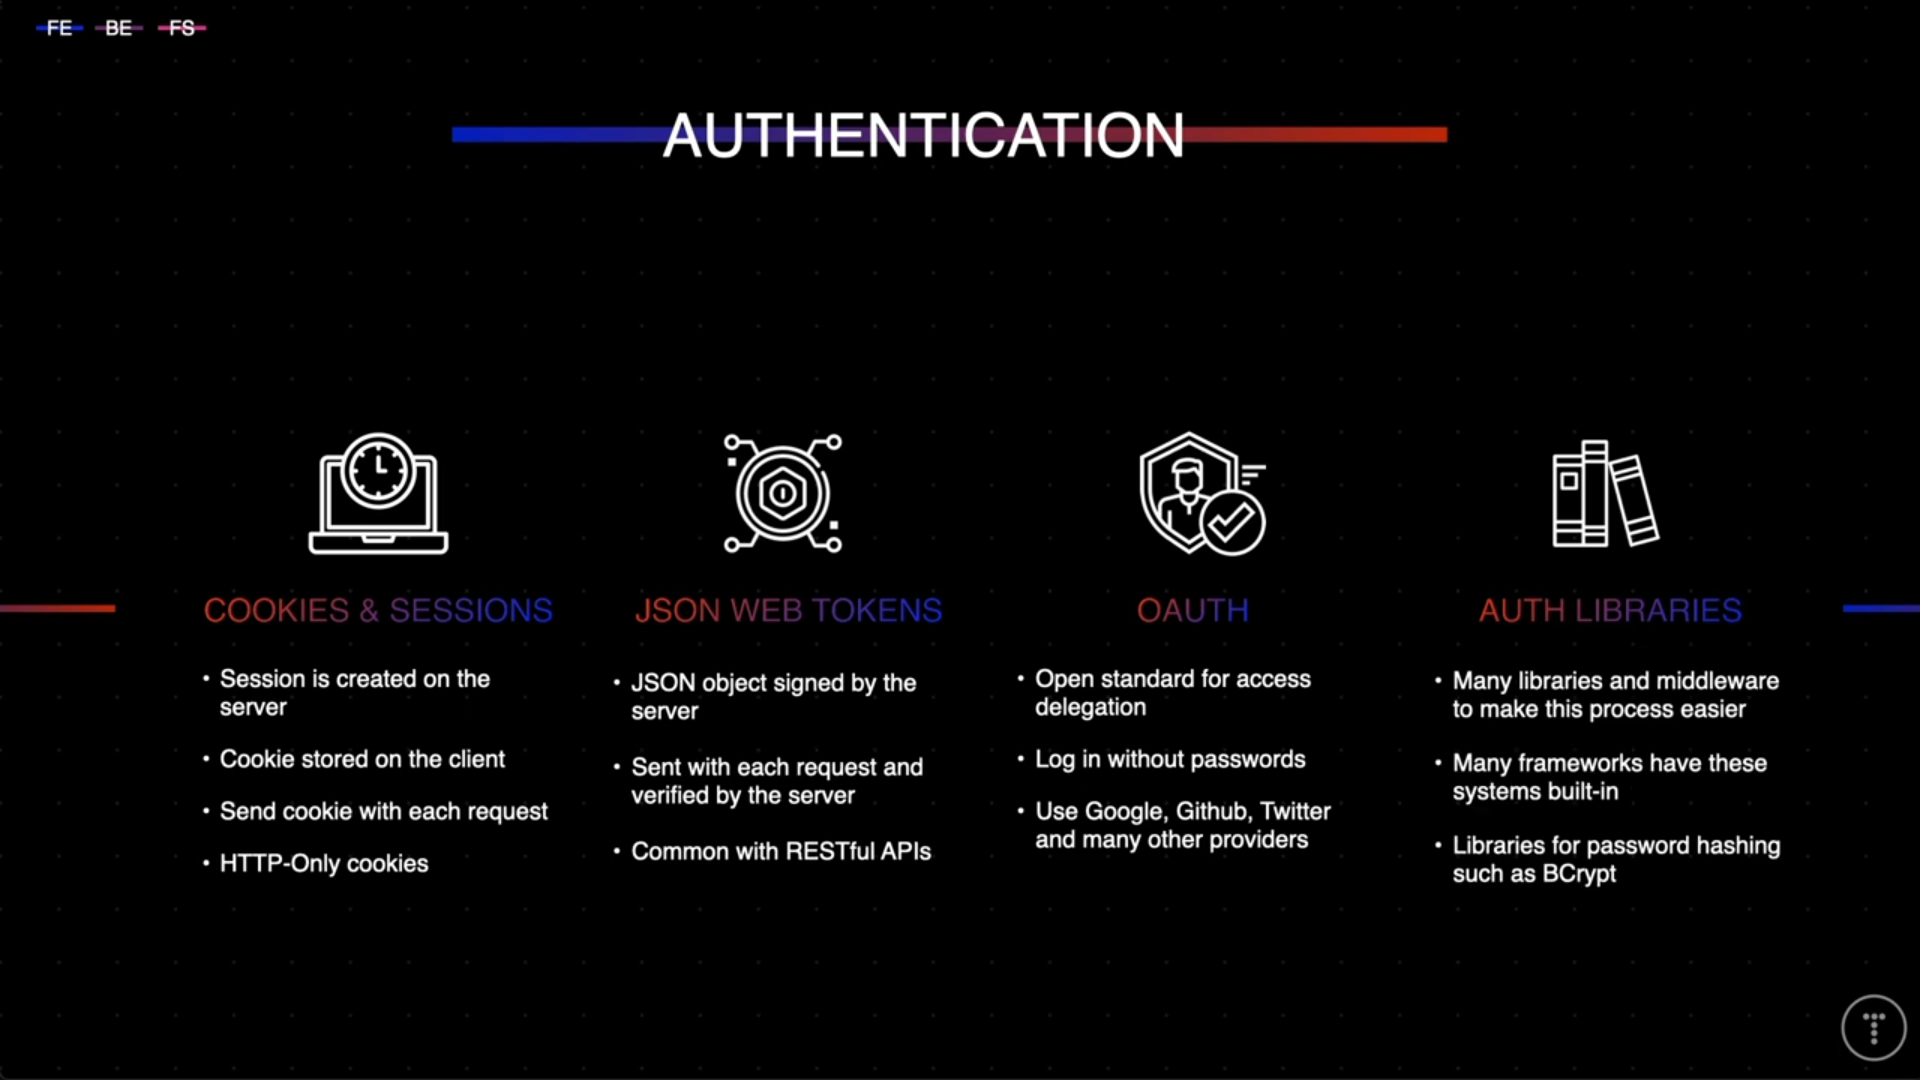 FE BE FS
AUTHENTICATION
COOKIES & SESSIONS
• Session is created on the
server
• Cookie stored on the client
• Send cookie with each request
• HTTP-Only cookies
JSON WEB TOKENS
• JSON object signed by the
server
• Sent with each request and
verified by the server
• Common with RESTful APIs
OAUTH
• Open standard for access
delegation
• Log in without passwords
• Use Google, Github, Twitter
and many other providers
AUTH LIBRARIES
• Many libraries and middleware
to make this process easier
• Many frameworks have these
systems built-in
• Libraries for password hashing
such as BCrypt
T